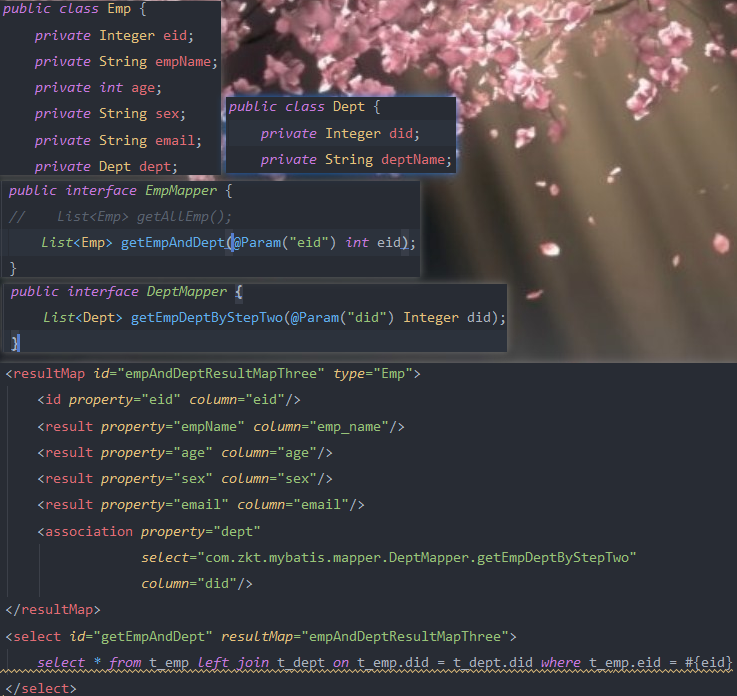 public class Emp {
private Integer eid;
private String empName;
private int age;
private String sex;
private String email;
private Dept dept;
public class Dept {
private Integer did;
private String deptName;
public interface EmpMapper {
// List<Emp> getAllEmp();
List<Emp> getEmpAndDept(@Param("eid") int eid);
}
public interface DeptMapper {
List<Dept> getEmpDeptByStepTwo(@Param("did") Integer did);
}
<resultMap id="empAndDeptResultMapThree" type="Emp">
<id property="eid" column="eid"/>
<result property="empName" column="emp_name"/>
<result property="age" column="age"/>
<result property="sex" column="sex"/>
<result property="email" column="email"/>
<association property="dept"
select="com.zkt.mybatis.mapper.DeptMapper.getEmpDeptByStepTwo"
column="did"/>
</resultMap>
<select id="getEmpAndDept" resultMap="empAndDeptResultMapThree">
select * from t_emp left join t_dept on t_emp.did = t_dept.did where t_emp.eid = #{eid}
</select>